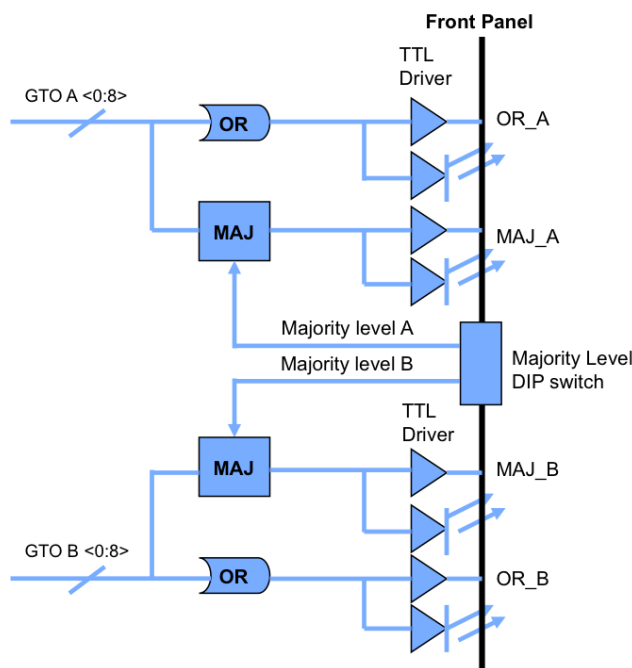 Front Panel
TTL
Driver
GTO A <0:8>
OR
OR_A
MAJ
MAJ_A
Majority level A
Majority level B
Majority Level
DIP switch
TTL
Driver
MAJ
MAJ_B
GTO B <0:8>
OR
OR_B